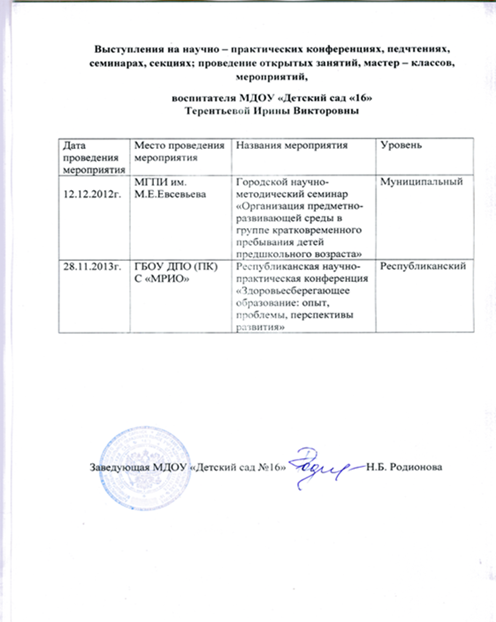 Выступления на научно – практических конференциях, педчтениях,
семинарах, секциях; проведение открытых занятий, мастер – классов,
мероприятий,
воспитателя МДОУ «Детский сад «16»
Терентьевой Ирины Викторовны
Дата
проведения
мероприятия
Место проведения
мероприятия
Названия мероприятия
Уровень
12.12.2012г.
МГПИ им.
М.Е.Евсевьева
Городской научно-
методический семинар
«Организация предметно-
развивающей среды в
группе кратковременного
пребывания детей
предшкольного возраста»
Муниципальный
28.11.2013г.
ГБОУ ДПО (ПК)
С «МРИО»
Республиканская научно-
практическая конференция
«Здоровьесберегающее
образование: опыт,
проблемы, перспективы
развития»
Республиканский
Заведующая МДОУ «Детский сад №16» Н.Б. Родионова